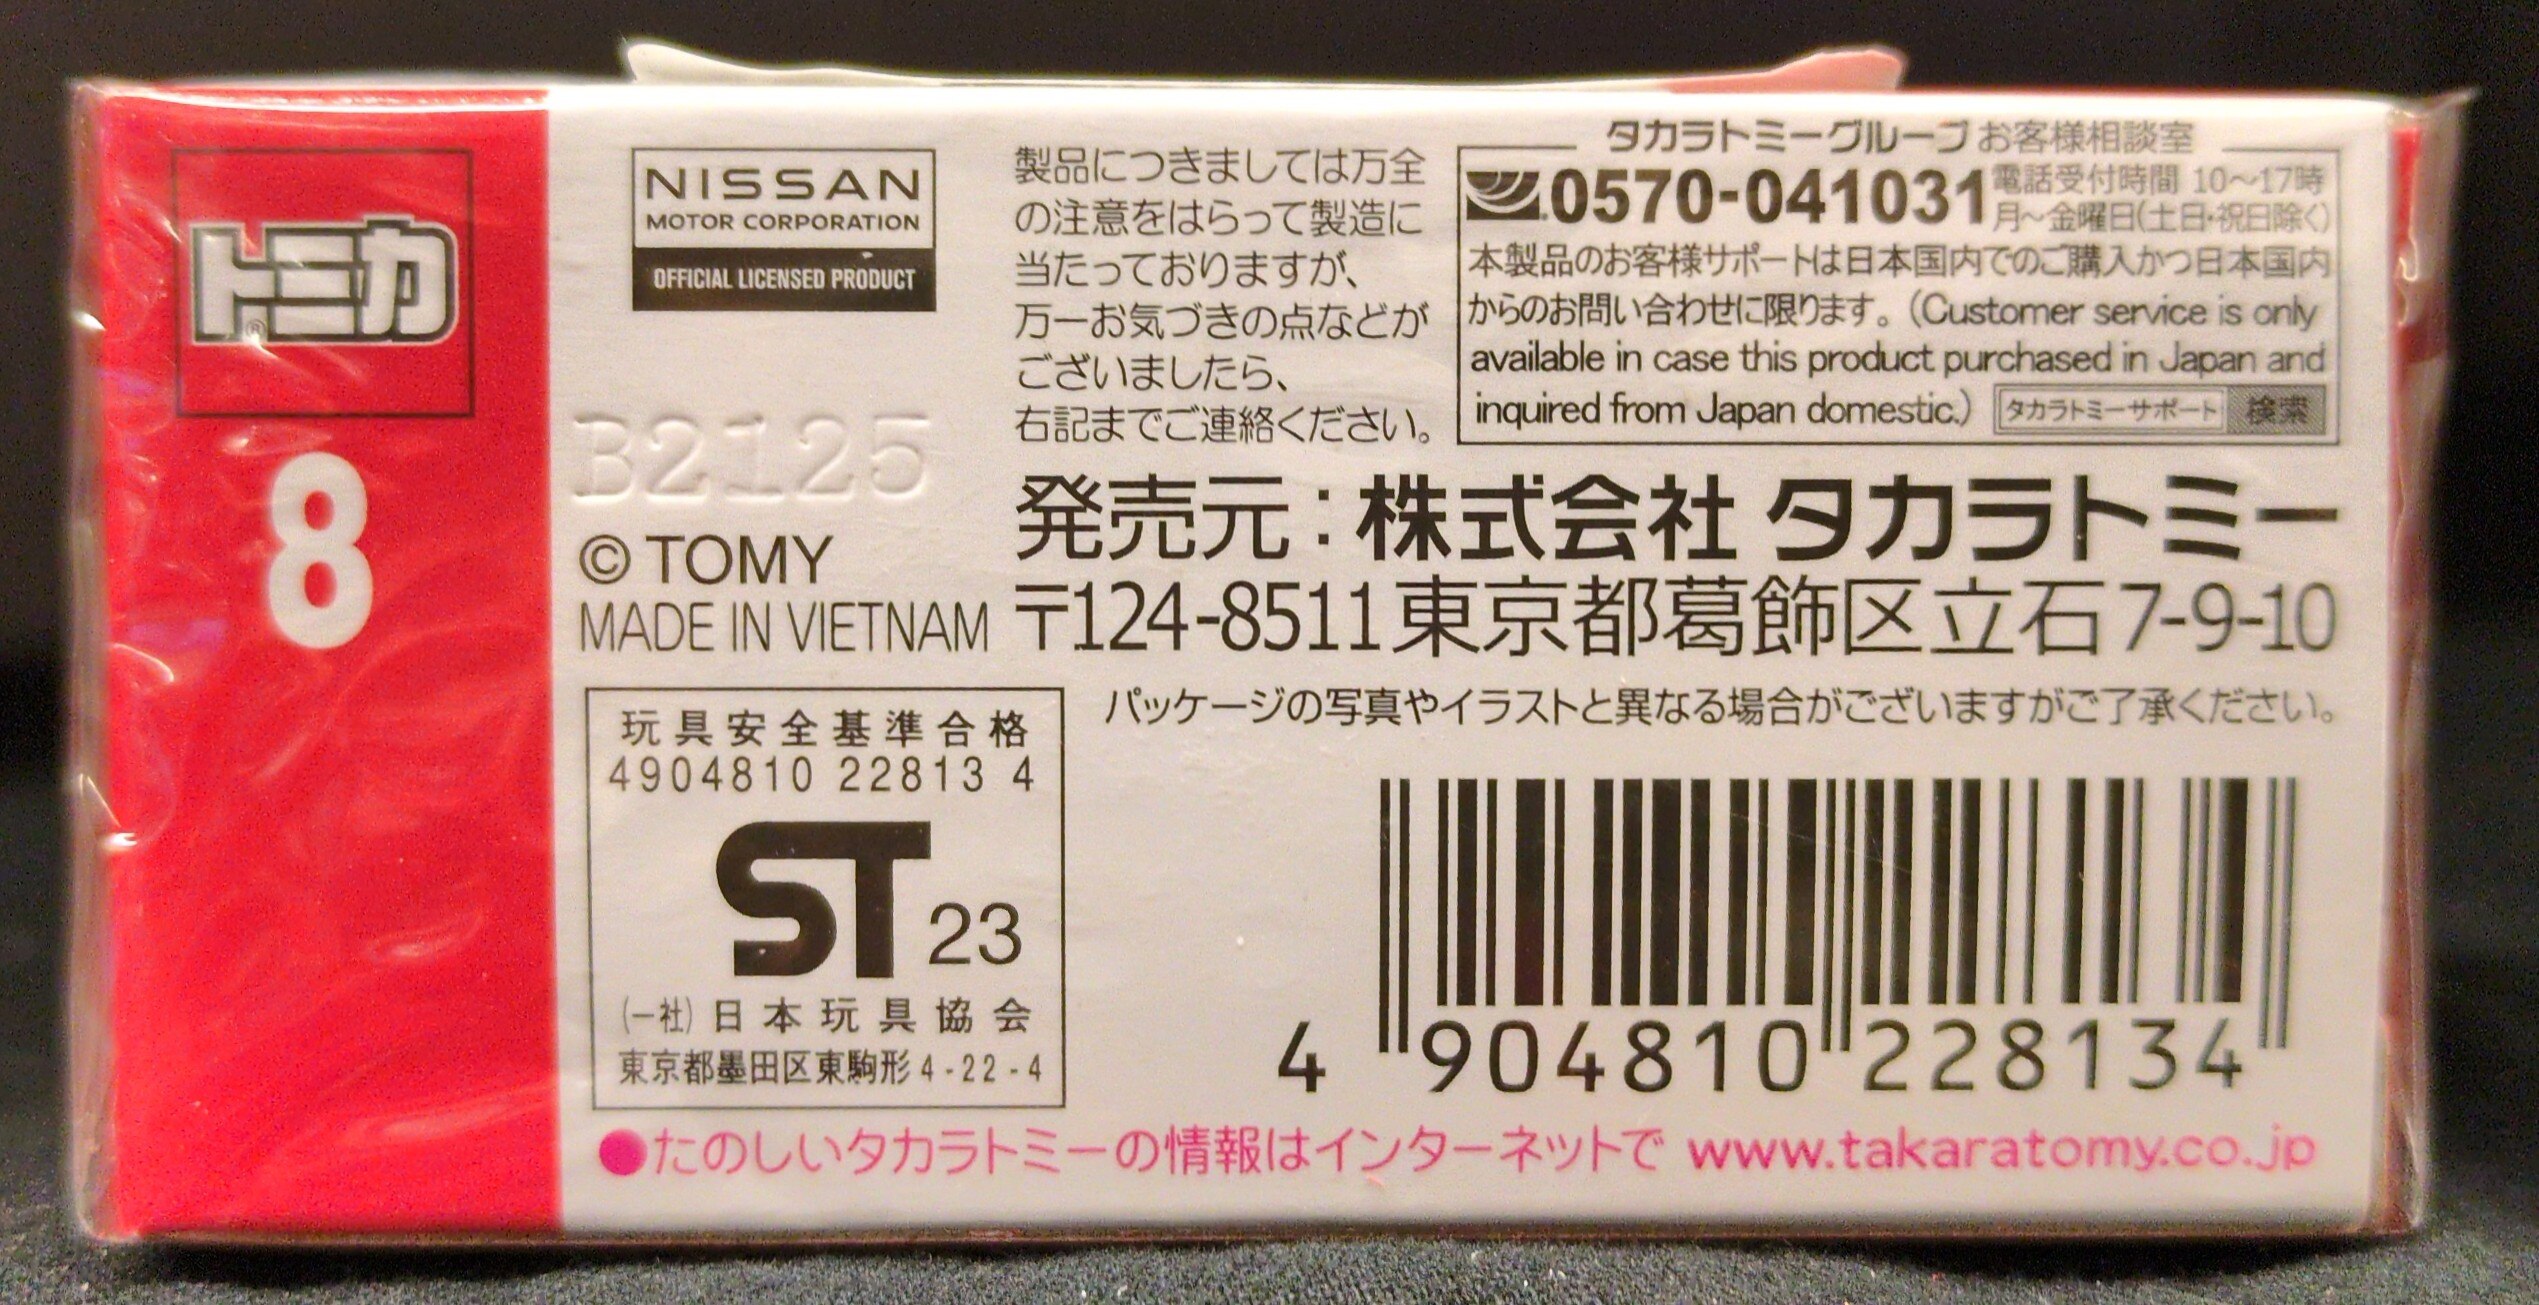 トミカ®
8
NISSAN
MOTOR CORPORATION
OFFICIAL LICENSED PRODUCT
B2125
© TOMY
MADE IN VIETNAM
製品につきましては万全
の注意をはらって製造に
当たっておりますが、
万一お気づきの点などが
ございましたら、
右記までご連絡ください。
タカラトミーグループ お客様相談室
0570-041031
電話受付時間 10〜17時
月〜金曜日(土日・祝日除く)
本製品のお客様サポートは日本国内でのご購入かつ日本国内
からのお問い合わせに限ります。(Customer service is only
available in case this product purchased in Japan and
inquired from Japan domestic.) タカラトミーサポート 検索
発売元:株式会社 タカラトミー
〒124-8511 東京都葛飾区立石 7-9-10
パッケージの写真やイラストと異なる場合がございますがご了承ください。
玩具安全基準合格
4904810 22813 4
ST 23
(一社) 日本玩具協会
東京都墨田区東駒形 4-22-4
4 904810 228134
●たのしいタカラトミーの情報はインターネットで www.takaratomy.co.jp